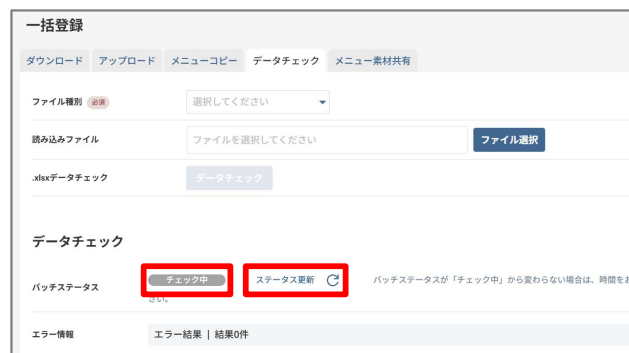 一括登録
ダウンロード アップロード メニューコピー データチェック メニュー素材共有
ファイル種別 必須 選択してください
読み込みファイル ファイルを選択してください ファイル選択
.xlsxデータチェック データチェック
データチェック
バッチステータス チェック中 ステータス更新 バッチステータスが「チェック中」から変わらない場合は、時間をお
さい。
エラー情報 エラー結果 | 結果0件